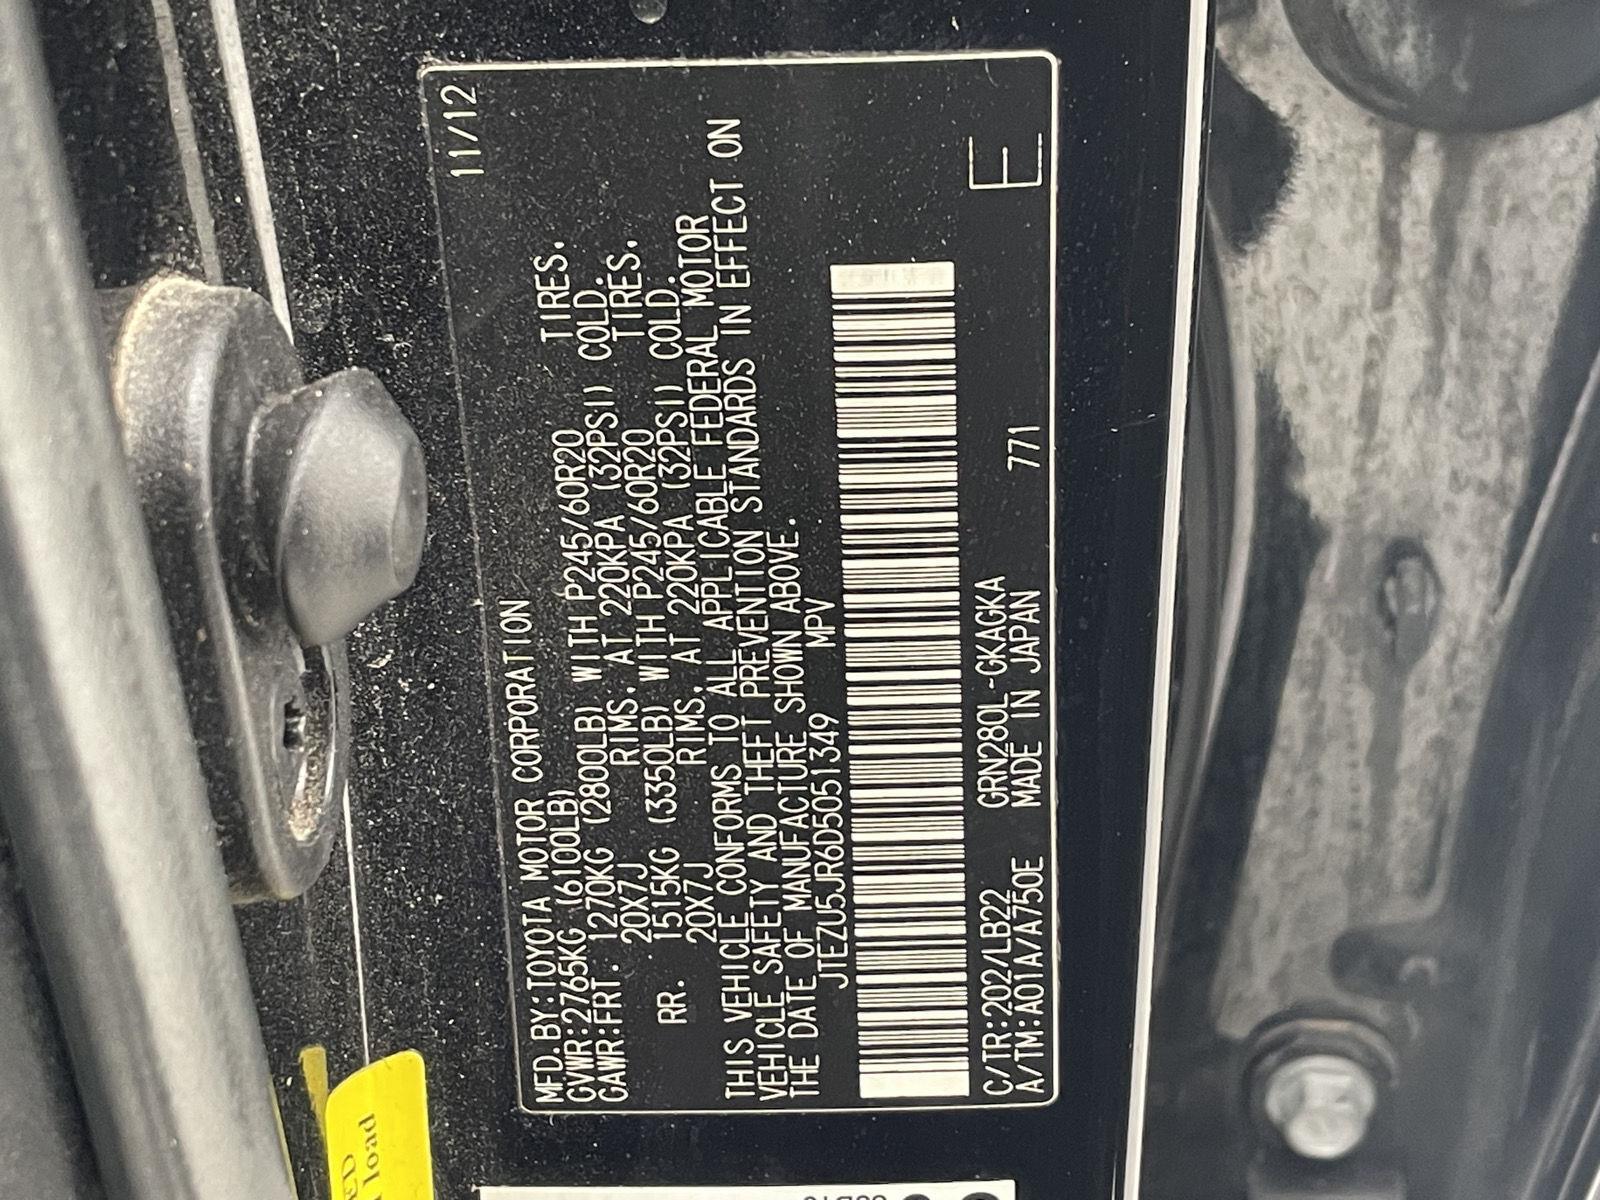 MFD.BY:TOYOTA MOTOR CORPORATION 11/12
GVWR:2765KG (6100LB)
GAWR:FRT. 1270KG (2800LB) WITH P245/60R20 TIRES.
20X7J RIMS, AT 220KPA (32PSI) COLD.
RR. 1515KG (3350LB) WITH P245/60R20 TIRES.
20X7J RIMS, AT 220KPA (32PSI) COLD.
THIS VEHICLE CONFORMS TO ALL APPLICABLE FEDERAL MOTOR
VEHICLE SAFETY AND THEFT PREVENTION STANDARDS IN EFFECT ON
THE DATE OF MANUFACTURE SHOWN ABOVE.
JTEZU5JR6D5051349 MPV
C/TR:202/LB22 GRN280L-GKAGKA
A/TM:A01A/A750E MADE IN JAPAN 771 E
load